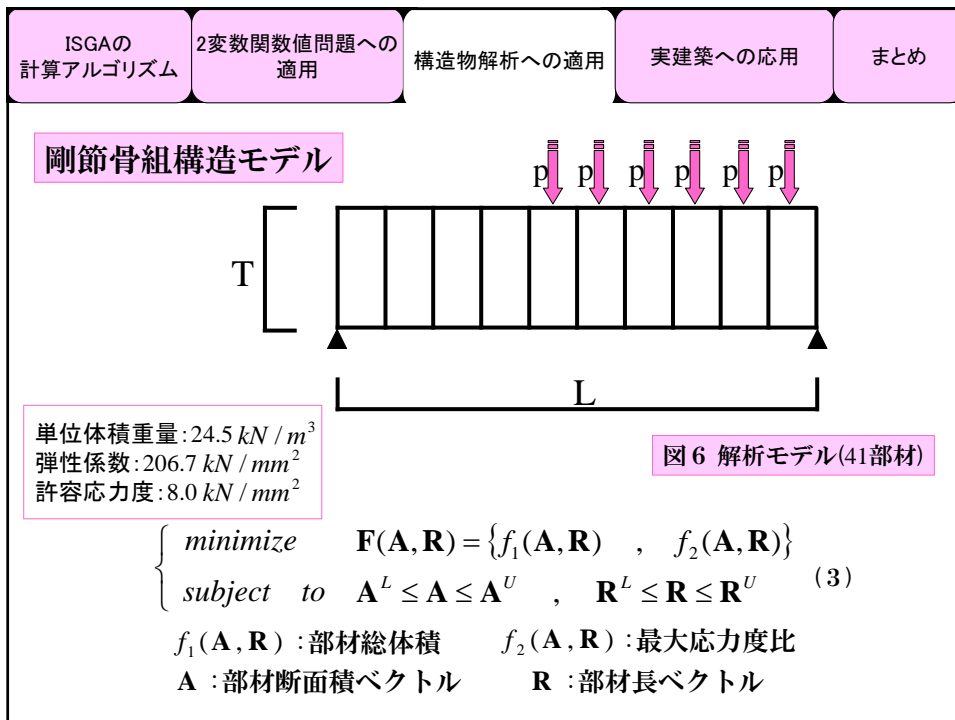 ISGAの
計算アルゴリズム
2変数関数値問題への
適用
構造物解析への適用
実建築への応用
まとめ
剛節骨組構造モデル
p p p p p p
T
L
単位体積重量:24.5 kN / m³
弾性係数:206.7 kN / mm²
許容応力度:8.0 kN / mm²
図6 解析モデル(41部材)
minimize F(A,R) = {f₁(A,R) , f₂(A,R)}
subject to A^L ≤ A ≤ A^U , R^L ≤ R ≤ R^U (3)
f₁(A,R) :部材総体積 f₂(A,R) :最大応力度比
A :部材断面積ベクトル R :部材長ベクトル